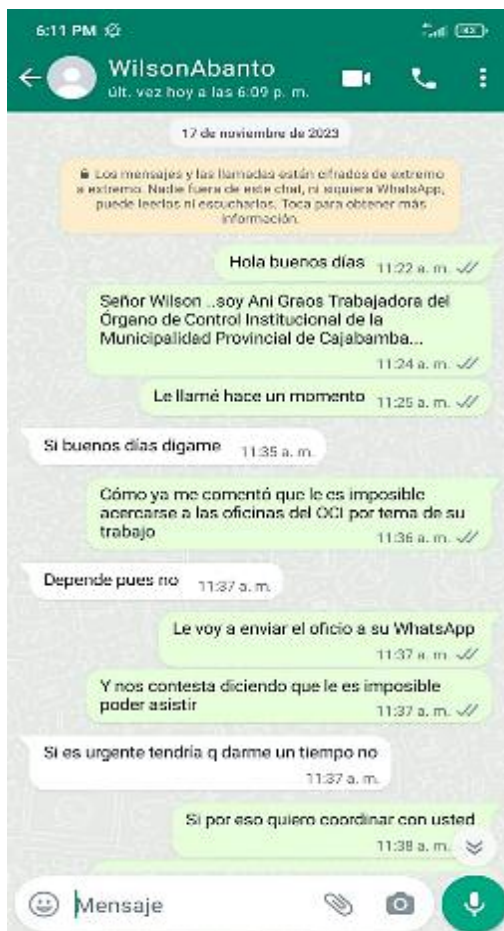 6:11 PM
WilsonAbanto
últ. vez hoy a las 6:09 p. m.
17 de noviembre de 2023
Los mensajes y las llamadas están cifrados de extremo
a extremo. Nadie fuera de este chat, ni siquiera WhatsApp,
puede leerlos ni escucharlos. Toca para obtener más
información.
Hola buenos días 11:22 a. m.
Señor Wilson ..soy Ani Graos Trabajadora del
Órgano de Control Institucional de la
Municipalidad Provincial de Cajabamba...
11:24 a. m.
Le llamé hace un momento 11:25 a. m.
Si buenos días digame 11:35 a. m.
Cómo ya me comentó que le es imposible
acercarse a las oficinas del OCI por tema de su
trabajo
11:36 a. m.
Depende pues no 11:37 a. m.
Le voy a enviar el oficio a su WhatsApp
11:37 a. m.
Y nos contesta diciendo que le es imposible
poder asistir
11:37 a. m.
Si es urgente tendría q darme un tiempo no
11:37 a. m.
Si por eso quiero coordinar con usted
11:38 a. m.
Mensaje